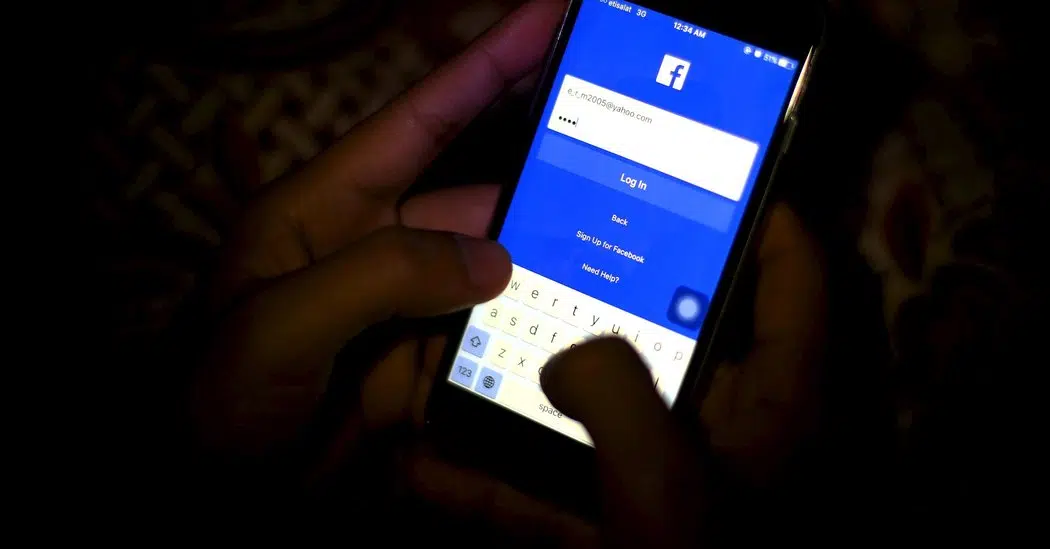 etisalat 3G 12:34 AM 51%
f
e_r_m2005@yahoo.com
••••
Log In
Back
Sign Up for Facebook
Need Help?
w e r t y u i o p
a s d f
z x
123 space